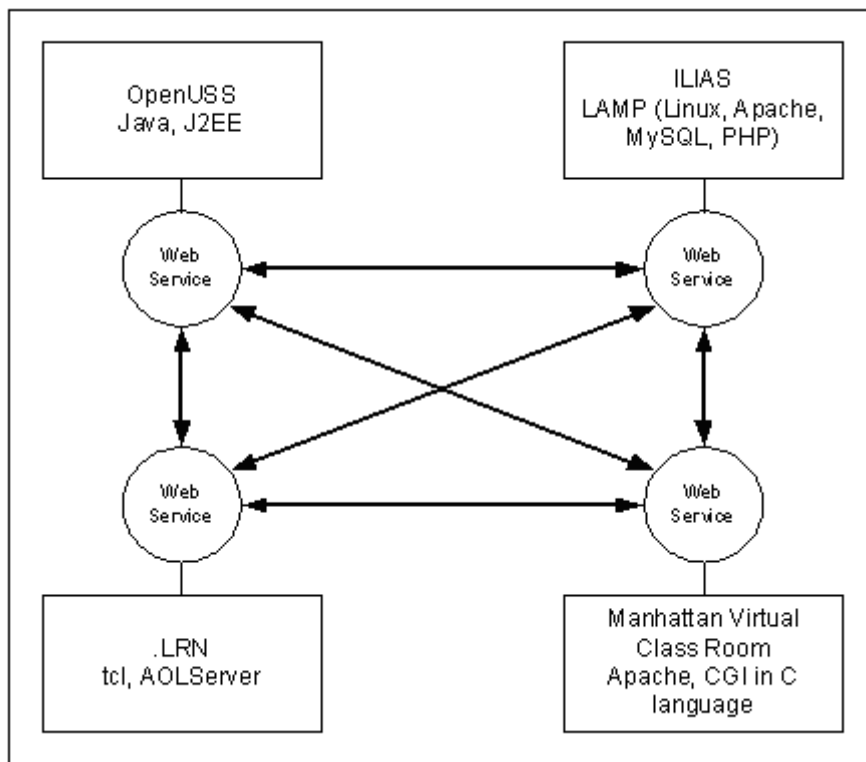 OpenUSS
Java, J2EE
ILIAS
LAMP (Linux, Apache,
MySQL, PHP)
Web
Service
Web
Service
Web
Service
Web
Service
.LRN
tcl, AOLServer
Manhattan Virtual
Class Room
Apache, CGI in C
language